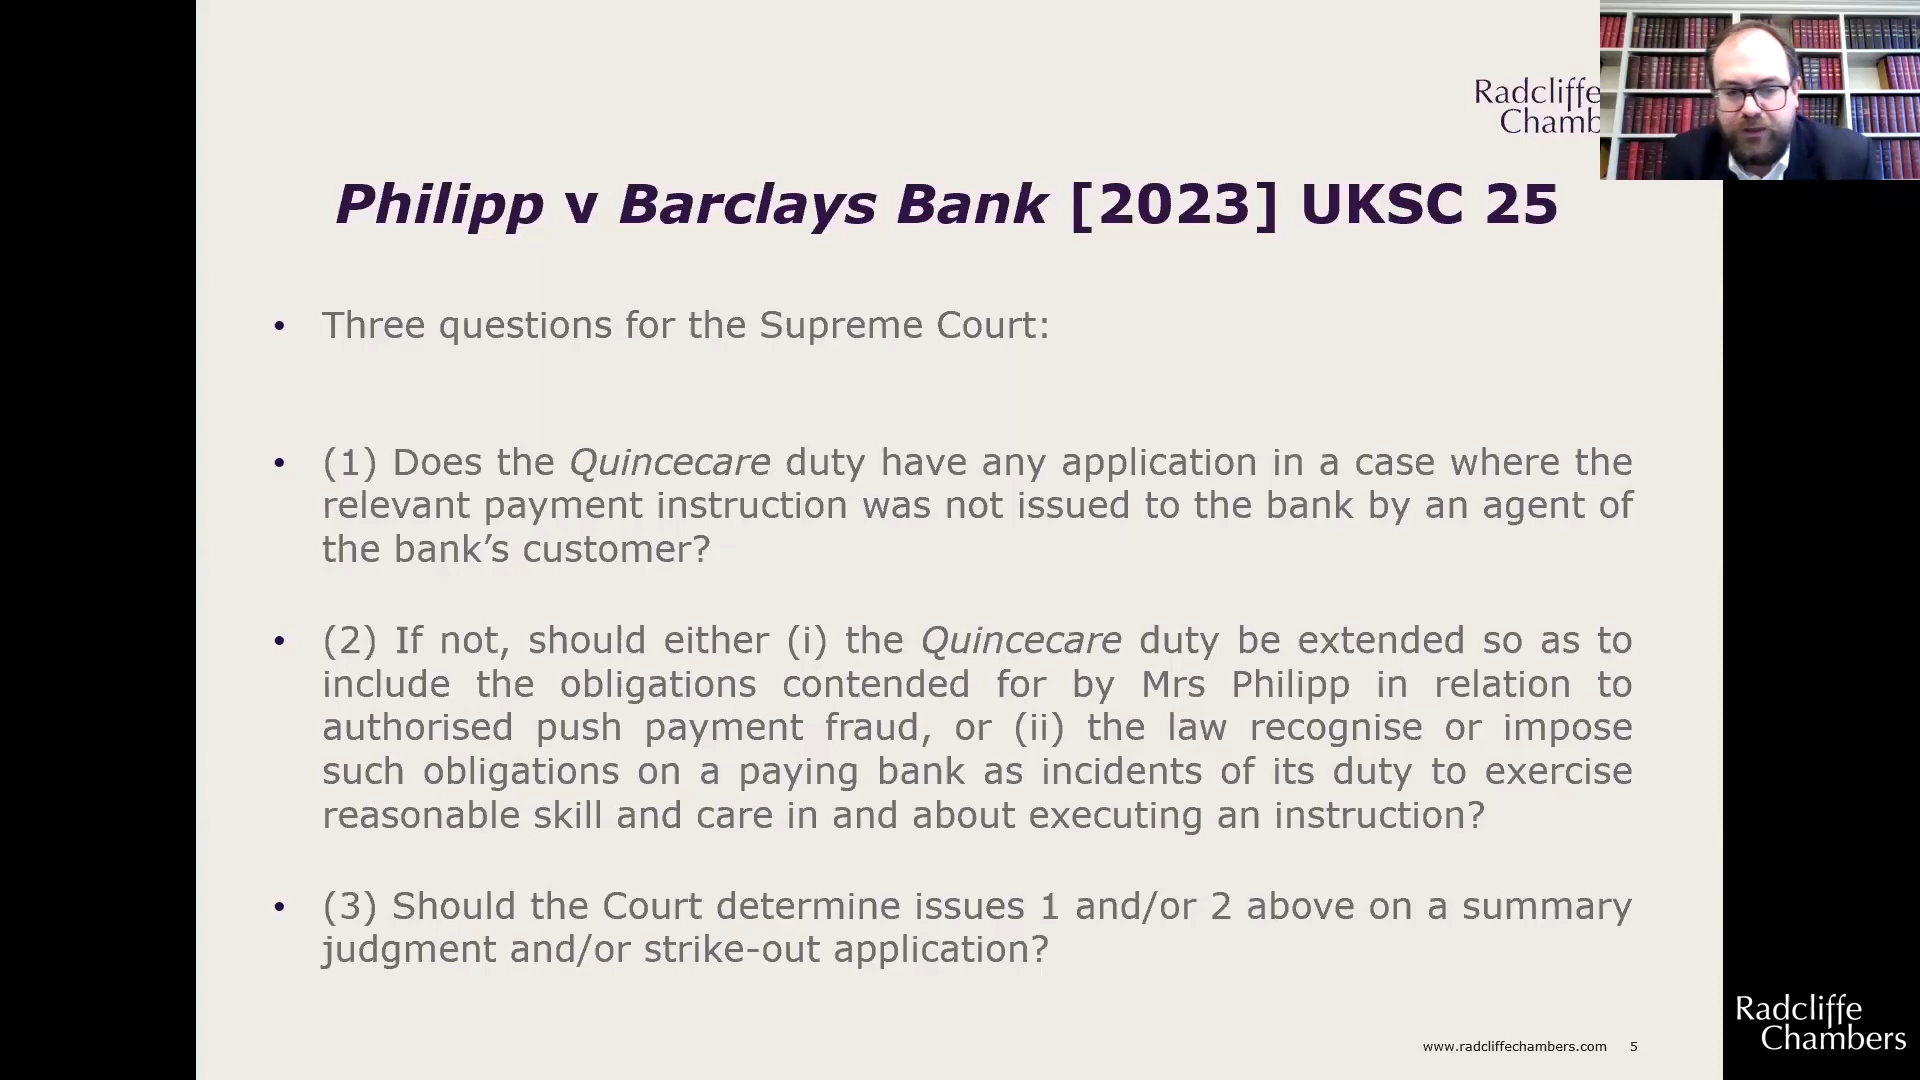 Radcliffe
Chamb
Philipp v Barclays Bank [2023] UKSC 25
• Three questions for the Supreme Court:
• (1) Does the Quincecare duty have any application in a case where the
relevant payment instruction was not issued to the bank by an agent of
the bank’s customer?
• (2) If not, should either (i) the Quincecare duty be extended so as to
include the obligations contended for by Mrs Philipp in relation to
authorised push payment fraud, or (ii) the law recognise or impose
such obligations on a paying bank as incidents of its duty to exercise
reasonable skill and care in and about executing an instruction?
• (3) Should the Court determine issues 1 and/or 2 above on a summary
judgment and/or strike-out application?
www.radcliffechambers.com 5
Radcliffe
Chambers